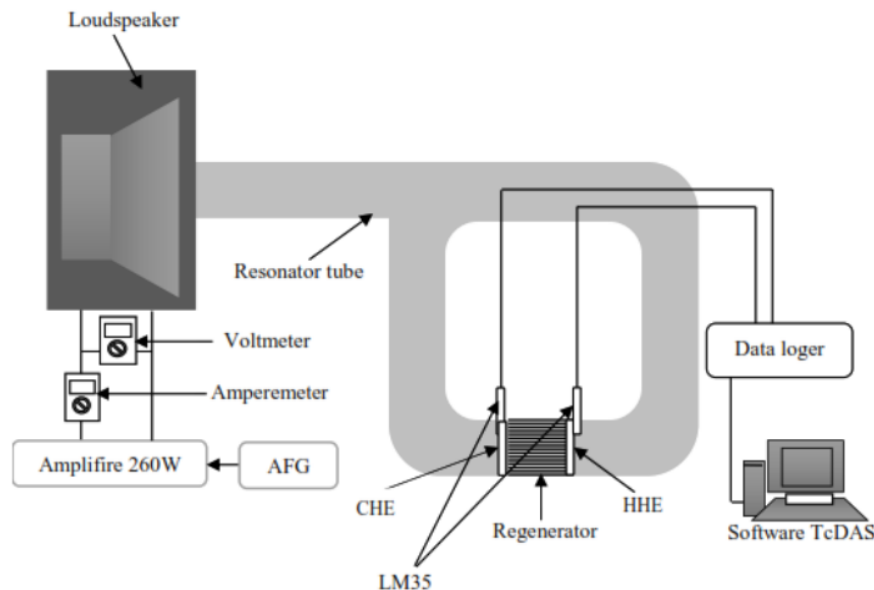 Loudspeaker
Resonator tube
Voltmeter
Data loger
Amperemeter
Amplifire 260W
AFG
CHE
HHE
Regenerator
Software TcDAS
LM35